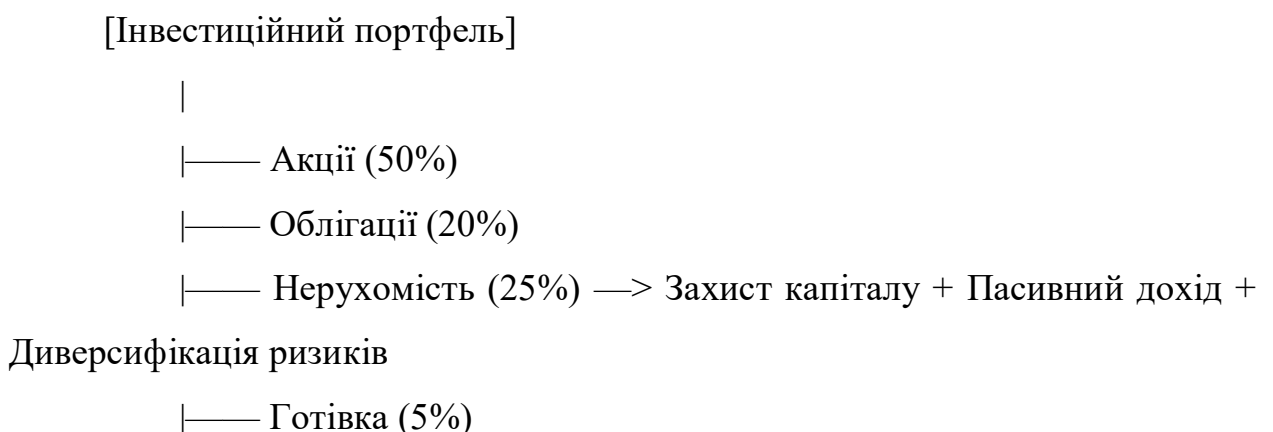 [Інвестиційний портфель]
|
|—— Акції (50%)
|—— Облігації (20%)
|—— Нерухомість (25%) —> Захист капіталу + Пасивний дохід +
Диверсифікація ризиків
|—— Готівка (5%)